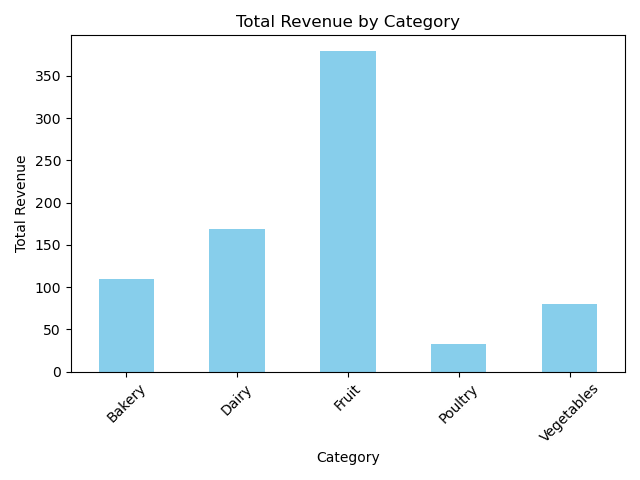 Total Revenue by Category
Total Revenue
350
300
250
200
150
100
50
0
Bakery
Dairy
Fruit
Poultry
Vegetables
Category